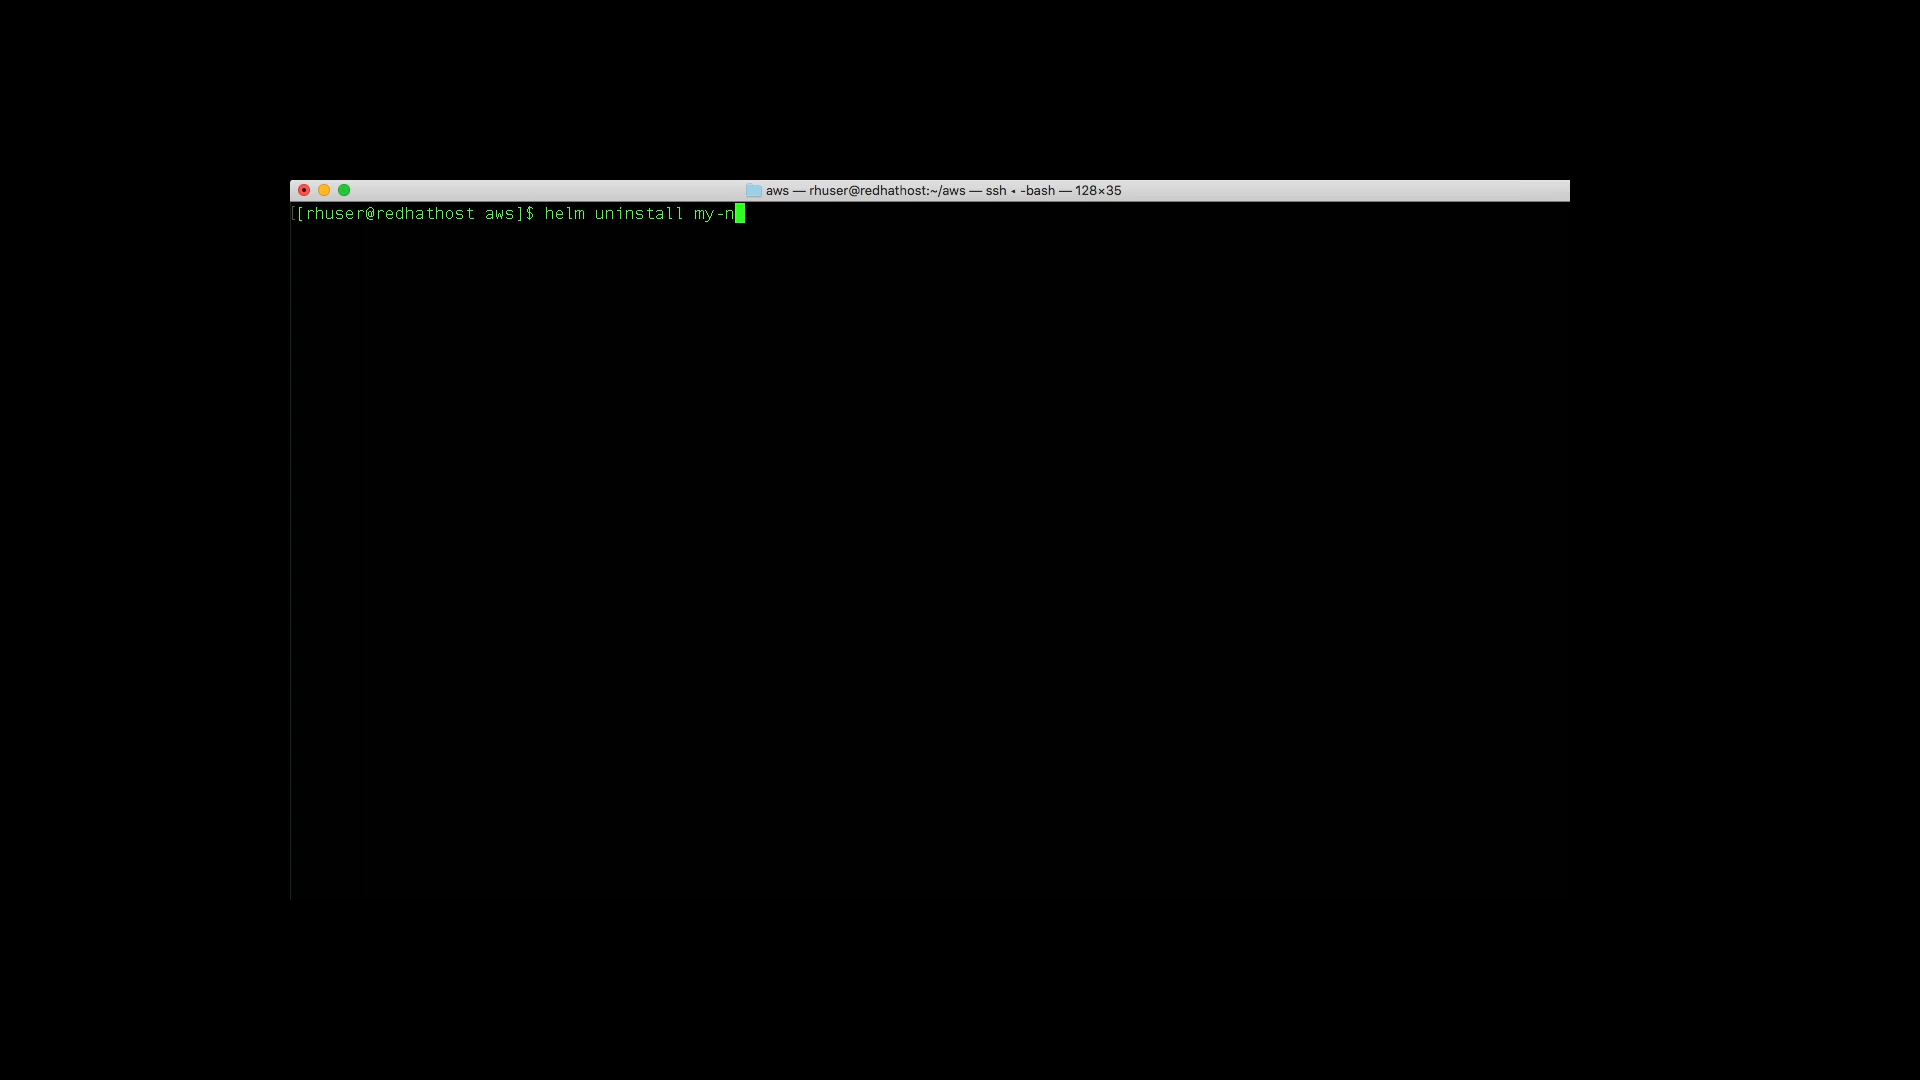 aws — rhuser@redhathost:~/aws — ssh ◂ -bash — 128×35
[[rhuser@redhathost aws]$ helm uninstall my-n